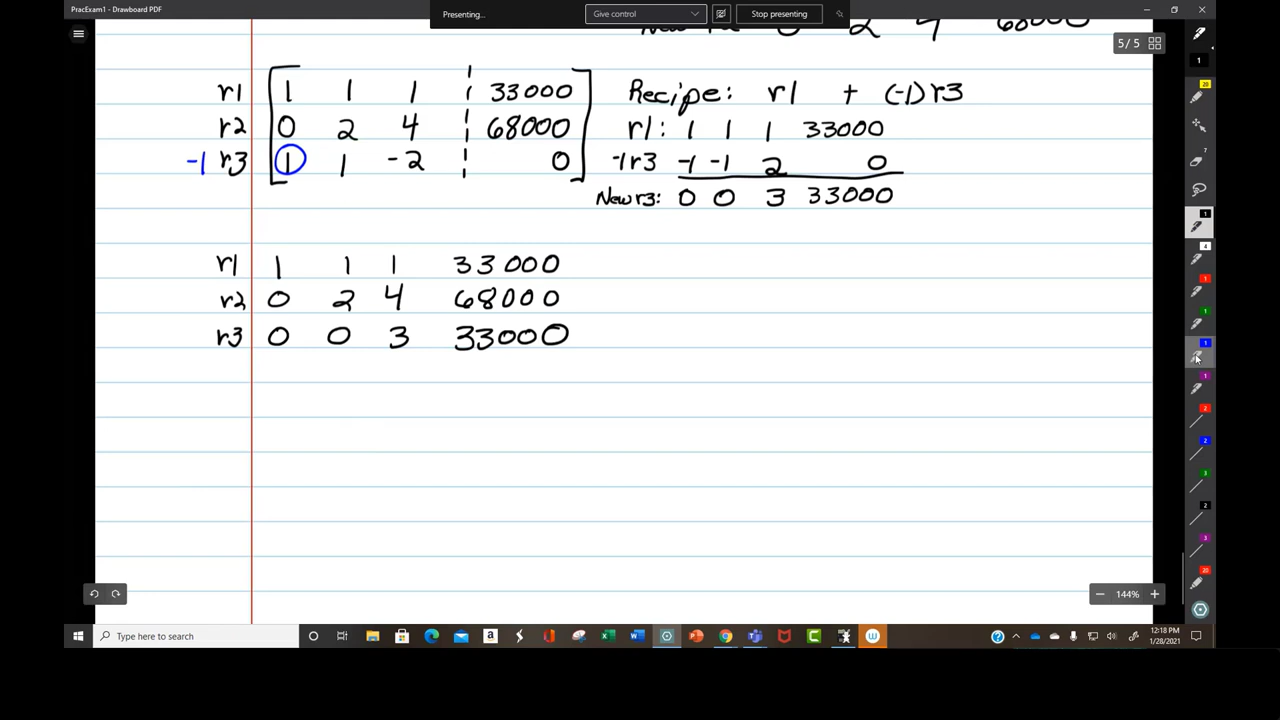 PracExam1 - Drawboard PDF
Presenting...
Give control
Stop presenting
2 4 68000
5 / 5
r1 1 1 1 33000
r2 0 2 4 68000
-1 r3 1 1 -2 0
Recipe: r1 + (-1)r3
r1: 1 1 1 33000
-1r3 -1 -1 2 0
New r3: 0 0 3 33000
r1 1 1 1 33000
r2 0 2 4 68000
r3 0 0 3 33000
144%
Type here to search
12:18 PM
1/28/2021